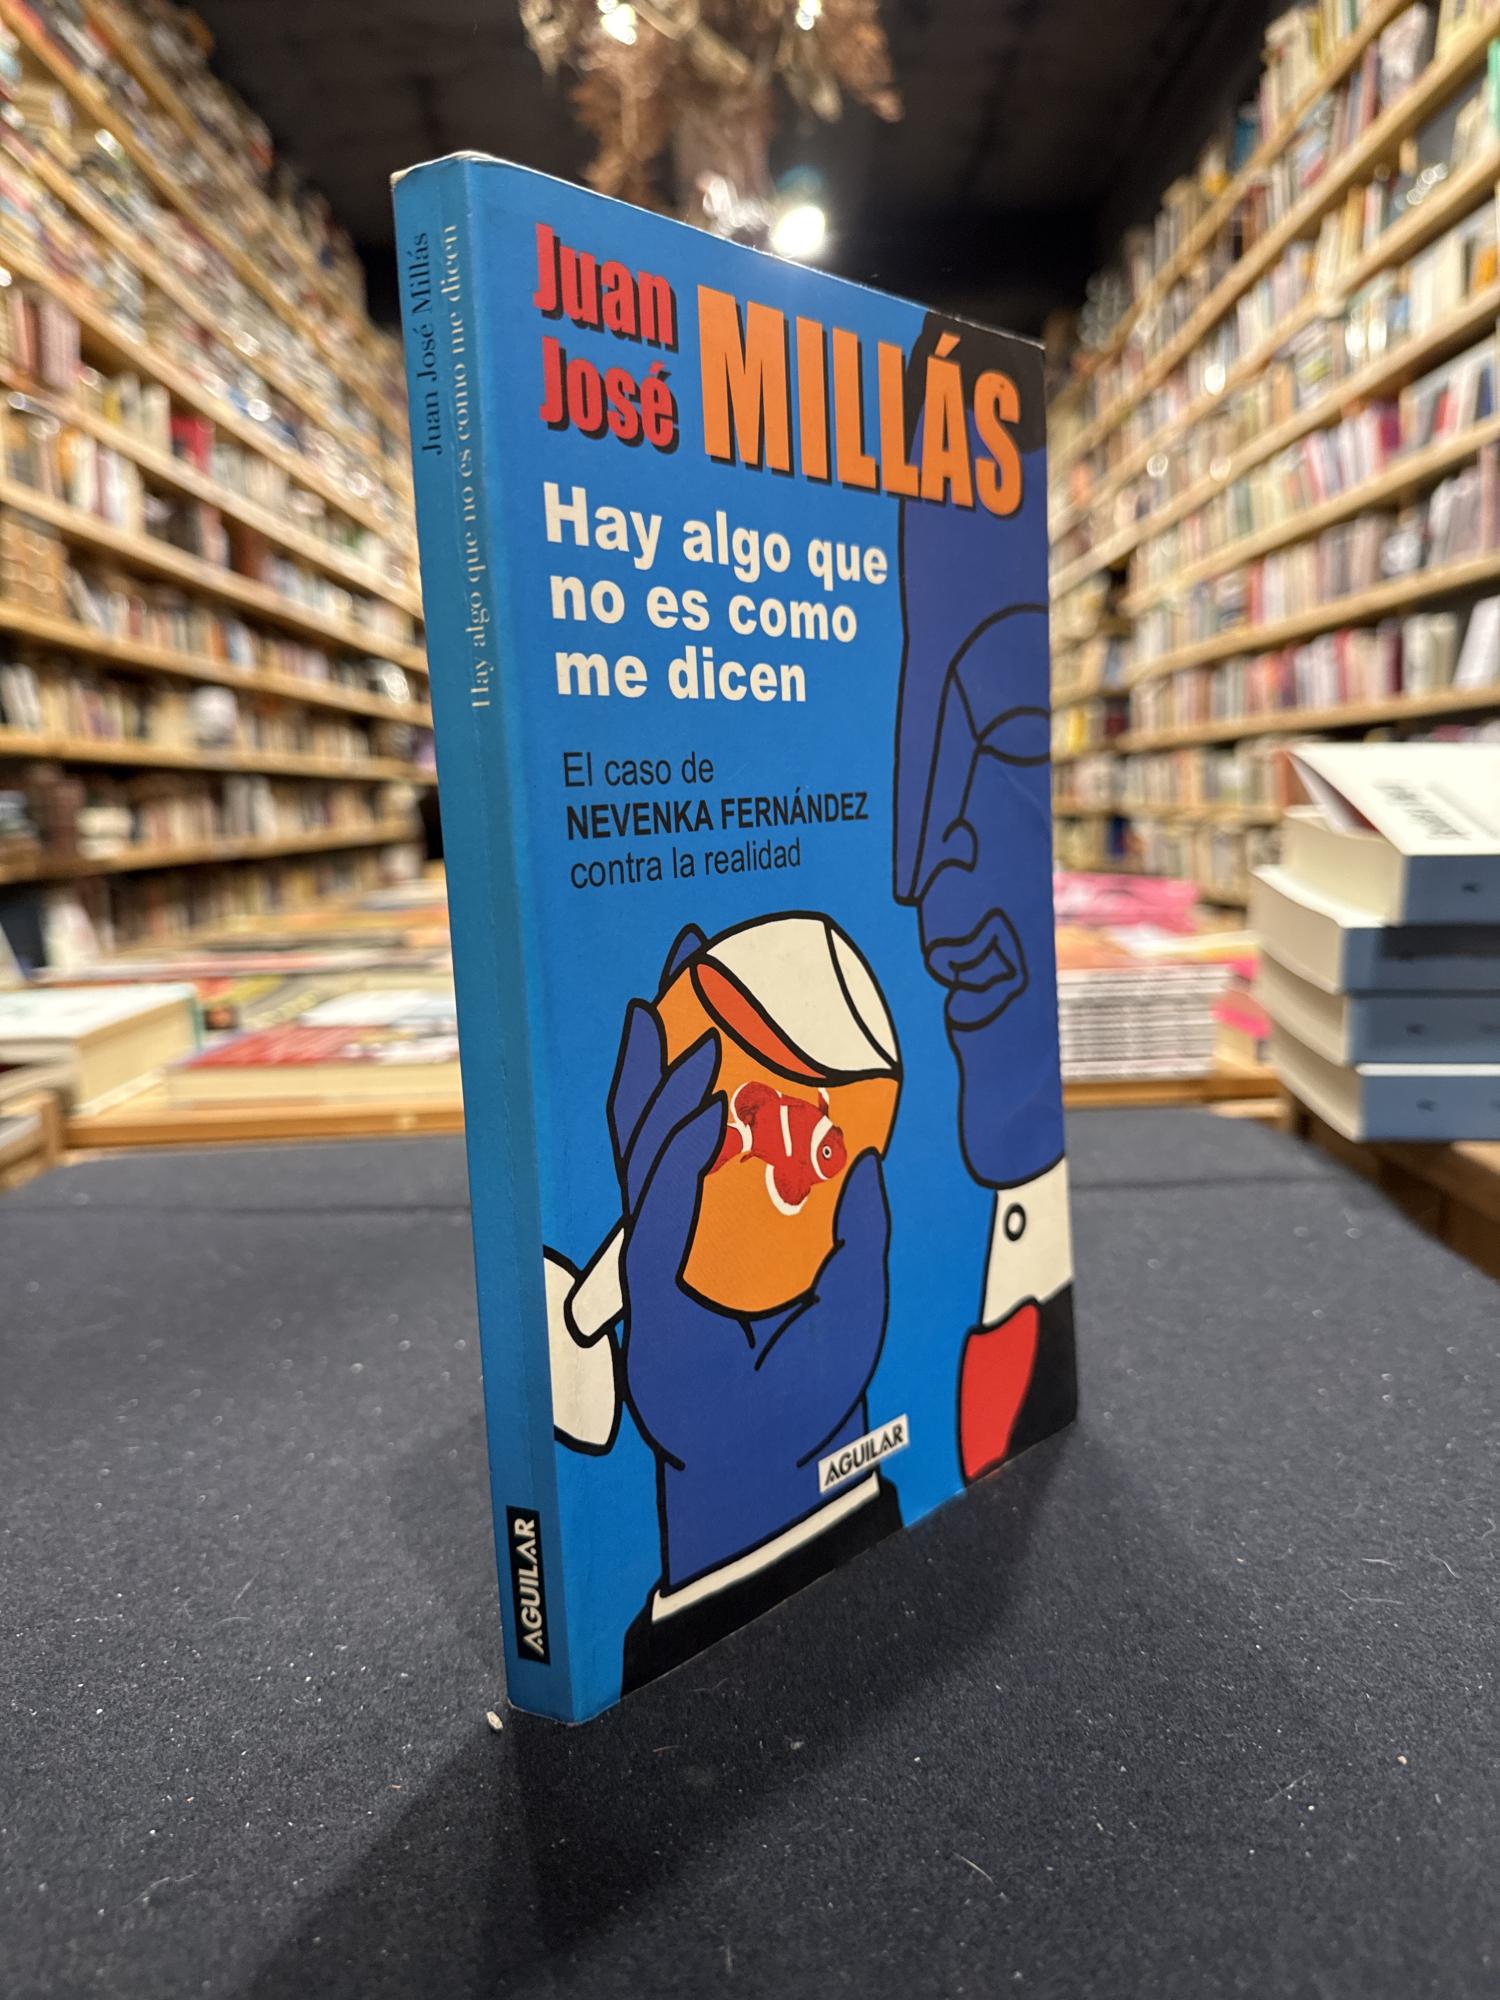 Juan José Millás
Hay algo que no es como me dicen
AGUILAR
Juan
José
MILLÁS
Hay algo que
no es como
me dicen
El caso de
NEVENKA FERNÁNDEZ
contra la realidad
AGUILAR